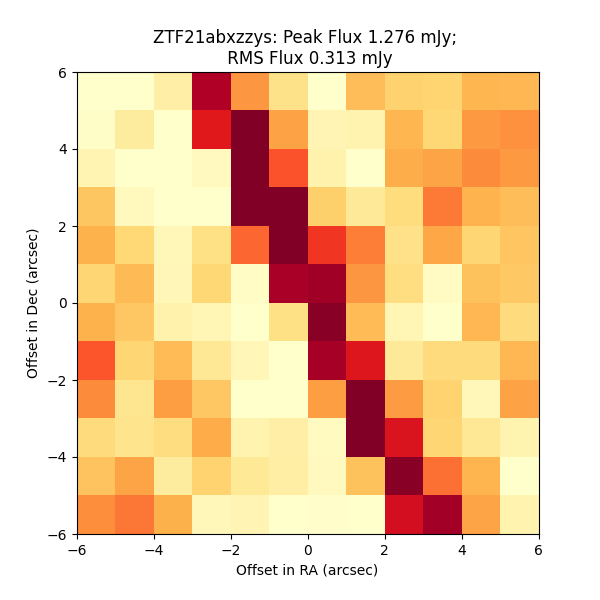 ZTF21abxzzys: Peak Flux 1.276 mJy;
RMS Flux 0.313 mJy
6
4
2
0
−2
−4
−6
Offset in Dec (arcsec)
−6 −4 −2 0 2 4 6
Offset in RA (arcsec)